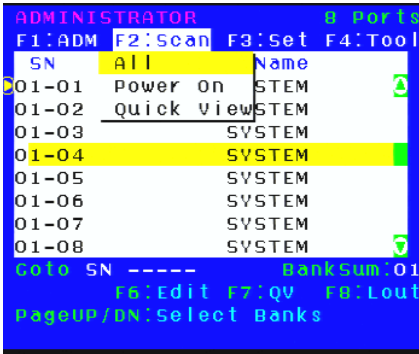 ADMINISTRATOR 8 Ports
F1:ADM F2:Scan F3:Set F4:Tool
SN All Name
01-01 Power On STEM
01-02 Quick View STEM
01-03 SYSTEM
01-04 SYSTEM
01-05 SYSTEM
01-06 SYSTEM
01-07 SYSTEM
01-08 SYSTEM
Goto SN ----- BankSum:01
F6:Edit F7:QV F8:Lout
PageUP/DN:Select Banks